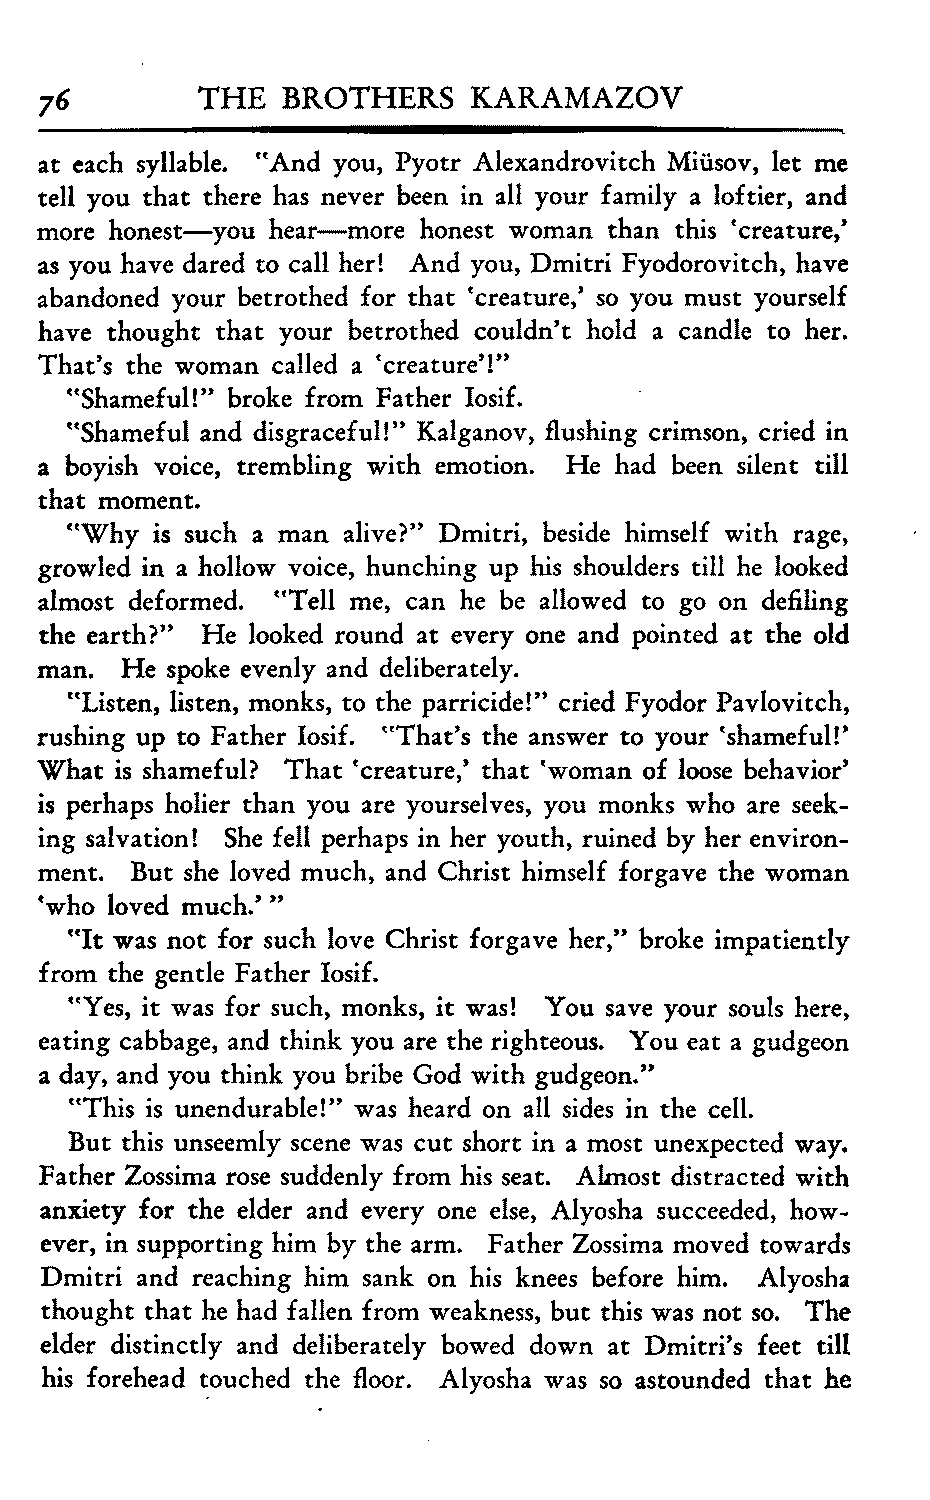 76 THE BROTHERS KARAMAZOV
at each syllable. "And you, Pyotr Alexandrovitch Miüsov, let me
tell you that there has never been in all your family a loftier, and
more honest—you hear—more honest woman than this 'creature,'
as you have dared to call her! And you, Dmitri Fyodorovitch, have
abandoned your betrothed for that 'creature,' so you must yourself
have thought that your betrothed couldn't hold a candle to her.
That's the woman called a 'creature'!"
"Shameful!" broke from Father Iosif.
"Shameful and disgraceful!" Kalganov, flushing crimson, cried in
a boyish voice, trembling with emotion. He had been silent till
that moment.
"Why is such a man alive?" Dmitri, beside himself with rage,
growled in a hollow voice, hunching up his shoulders till he looked
almost deformed. "Tell me, can he be allowed to go on defiling
the earth?" He looked round at every one and pointed at the old
man. He spoke evenly and deliberately.
"Listen, listen, monks, to the parricide!" cried Fyodor Pavlovitch,
rushing up to Father Iosif. "That's the answer to your 'shameful!'
What is shameful? That 'creature,' that 'woman of loose behavior'
is perhaps holier than you are yourselves, you monks who are seek-
ing salvation! She fell perhaps in her youth, ruined by her environ-
ment. But she loved much, and Christ himself forgave the woman
'who loved much.' "
"It was not for such love Christ forgave her," broke impatiently
from the gentle Father Iosif.
"Yes, it was for such, monks, it was! You save your souls here,
eating cabbage, and think you are the righteous. You eat a gudgeon
a day, and you think you bribe God with gudgeon."
"This is unendurable!" was heard on all sides in the cell.
But this unseemly scene was cut short in a most unexpected way.
Father Zossima rose suddenly from his seat. Almost distracted with
anxiety for the elder and every one else, Alyosha succeeded, how-
ever, in supporting him by the arm. Father Zossima moved towards
Dmitri and reaching him sank on his knees before him. Alyosha
thought that he had fallen from weakness, but this was not so. The
elder distinctly and deliberately bowed down at Dmitri's feet till
his forehead touched the floor. Alyosha was so astounded that he